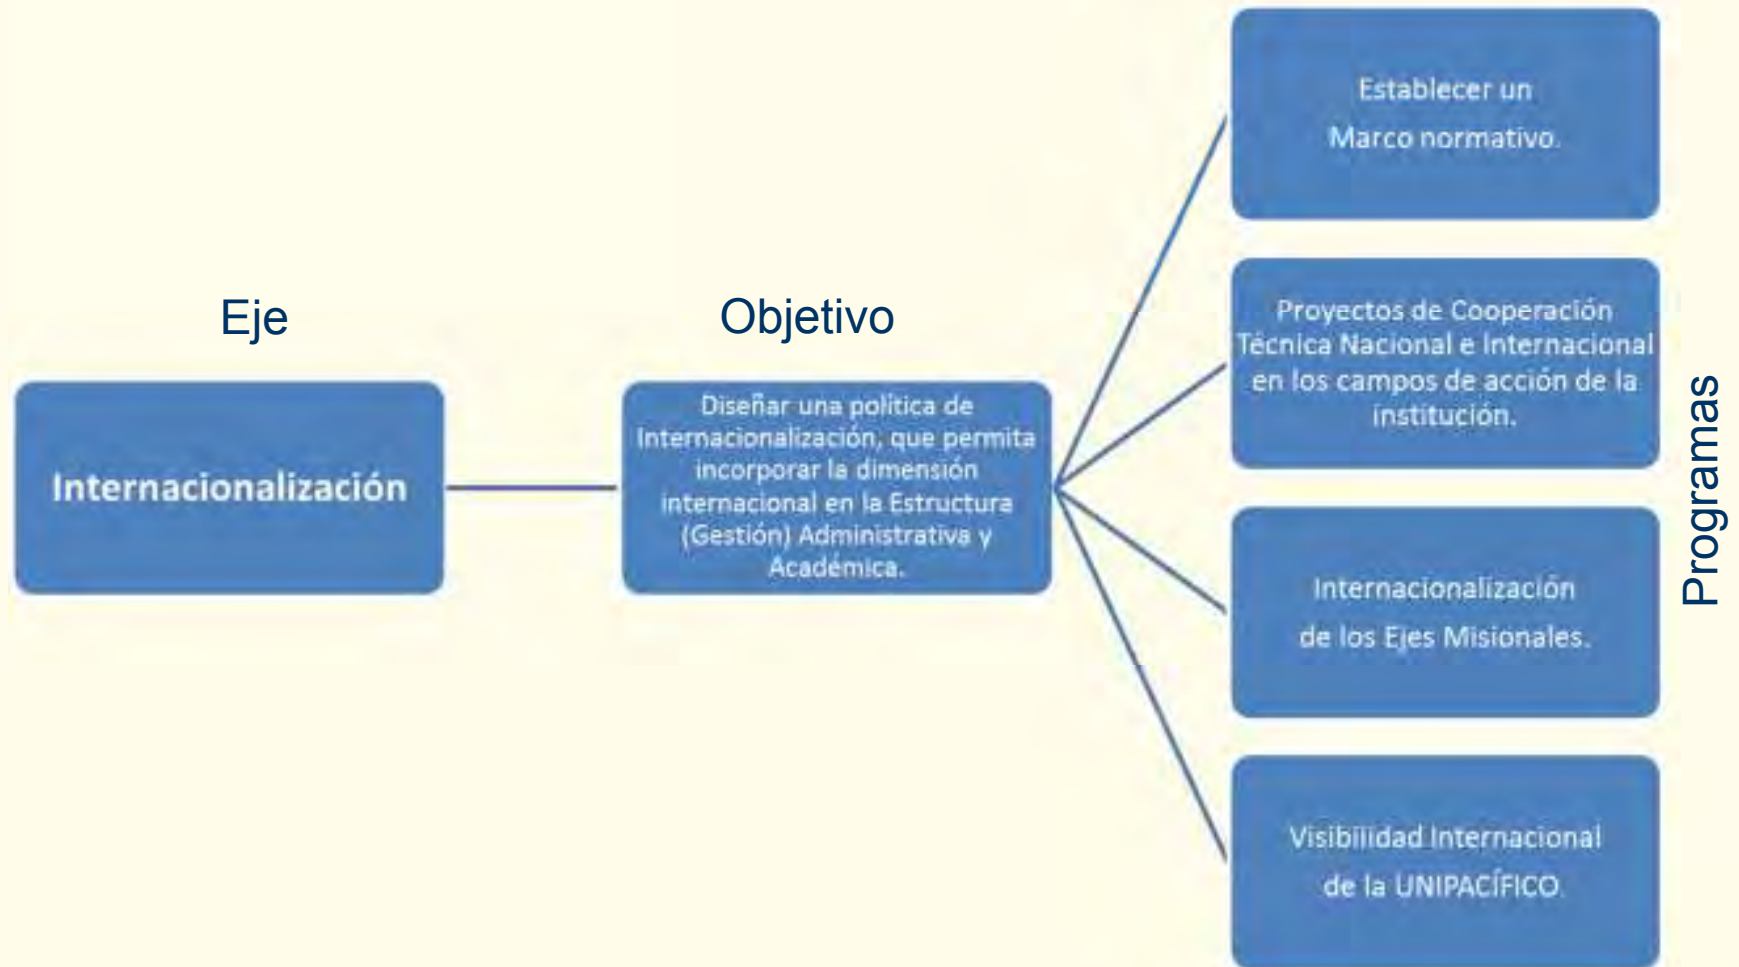 Eje
Internacionalización
Objetivo
Diseñar una política de
Internacionalización, que permita
incorporar la dimensión
internacional en la Estructura
(Gestión) Administrativa y
Académica.
Establecer un
Marco normativo.
Proyectos de Cooperación
Técnica Nacional e Internacional
en los campos de acción de la
institución.
Internacionalización
de los Ejes Misionales.
Visibilidad Internacional
de la UNIPACÍFICO
Programas